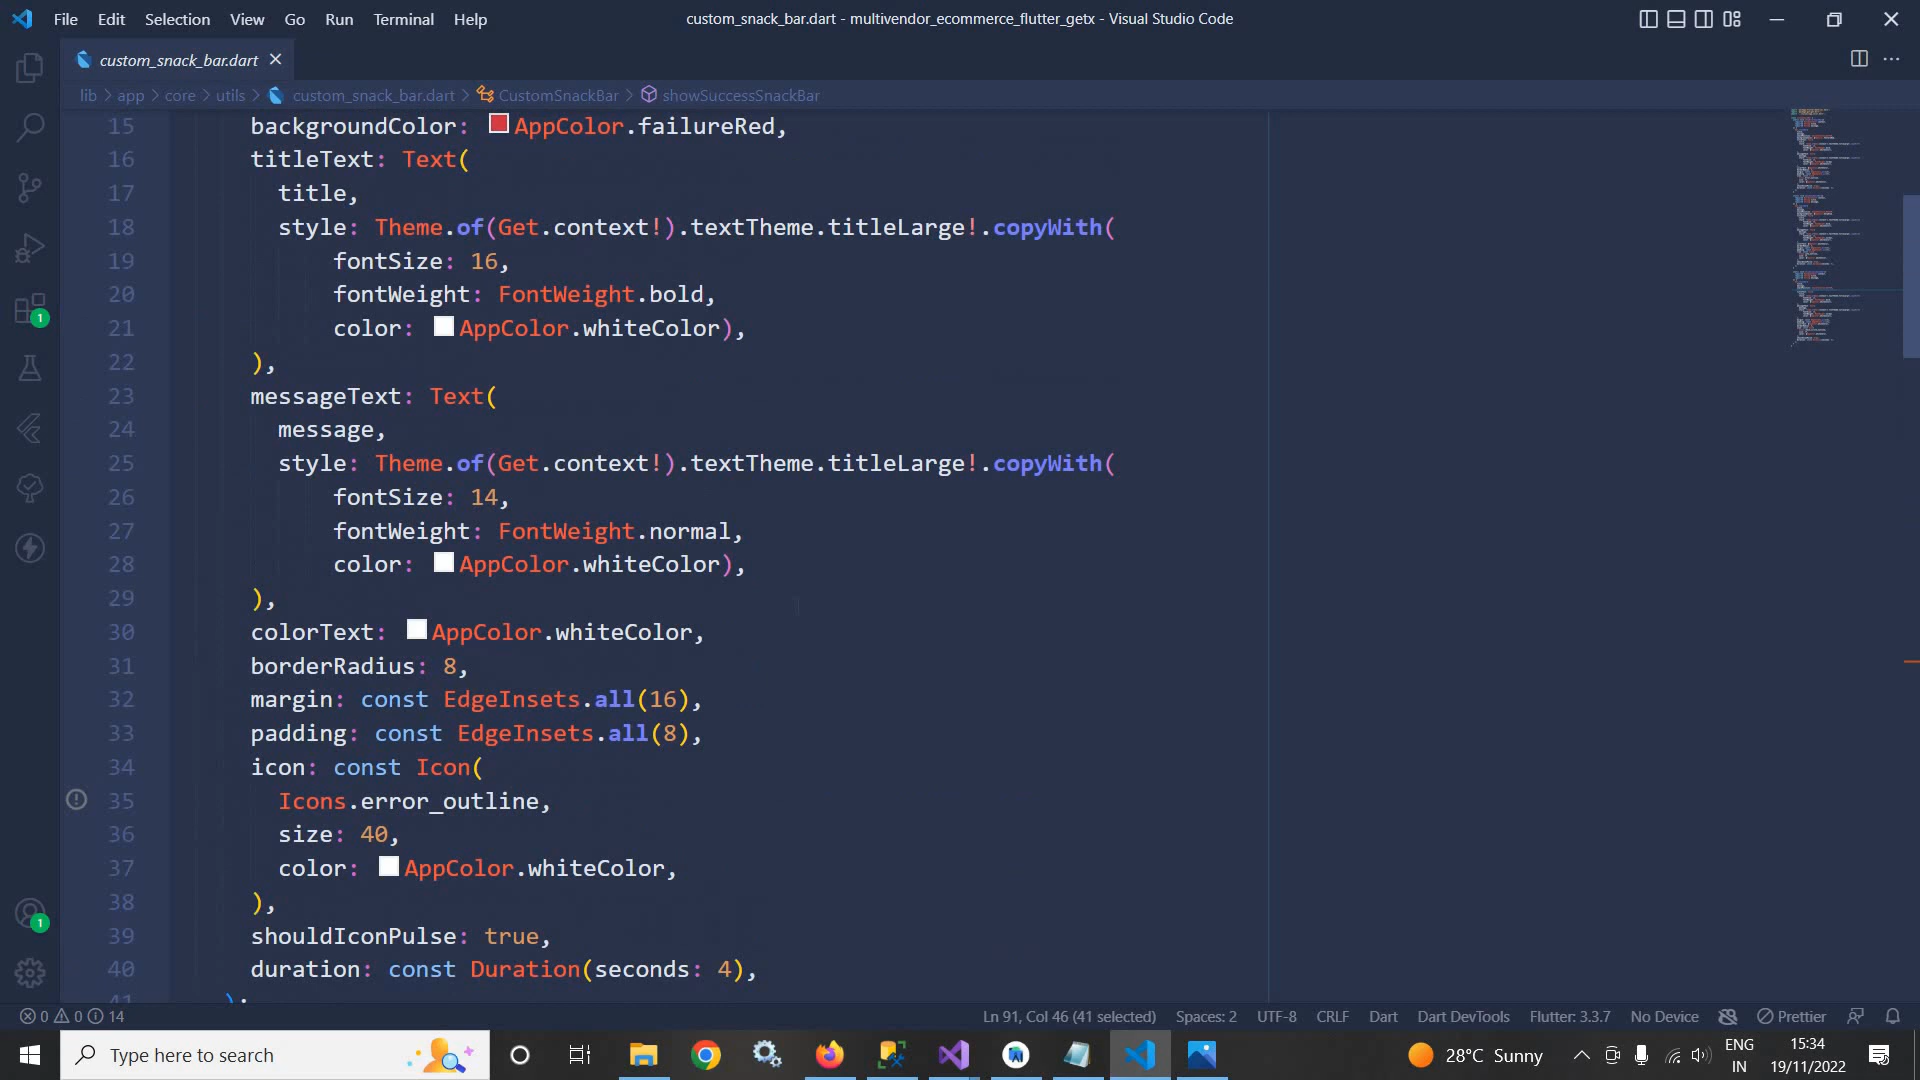 File Edit Selection View Go Run Terminal Help
custom_snack_bar.dart - multivendor_ecommerce_flutter_getx - Visual Studio Code
custom_snack_bar.dart
lib > app > core > utils > custom_snack_bar.dart > CustomSnackBar > showSuccessSnackBar
15 backgroundColor: AppColor.failureRed,
16 titleText: Text(
17 title,
18 style: Theme.of(Get.context!).textTheme.titleLarge!.copyWith(
19 fontSize: 16,
20 fontWeight: FontWeight.bold,
21 color: AppColor.whiteColor),
22 ),
23 messageText: Text(
24 message,
25 style: Theme.of(Get.context!).textTheme.titleLarge!.copyWith(
26 fontSize: 14,
27 fontWeight: FontWeight.normal,
28 color: AppColor.whiteColor),
29 ),
30 colorText: AppColor.whiteColor,
31 borderRadius: 8,
32 margin: const EdgeInsets.all(16),
33 padding: const EdgeInsets.all(8),
34 icon: const Icon(
35 Icons.error_outline,
36 size: 40,
37 color: AppColor.whiteColor,
38 ),
39 shouldIconPulse: true,
40 duration: const Duration(seconds: 4),
41 );
1
1
0 0 14
Ln 91, Col 46 (41 selected) Spaces: 2 UTF-8 CRLF Dart Dart DevTools Flutter: 3.3.7 No Device Prettier
Type here to search
28°C Sunny
ENG
IN
15:34
19/11/2022